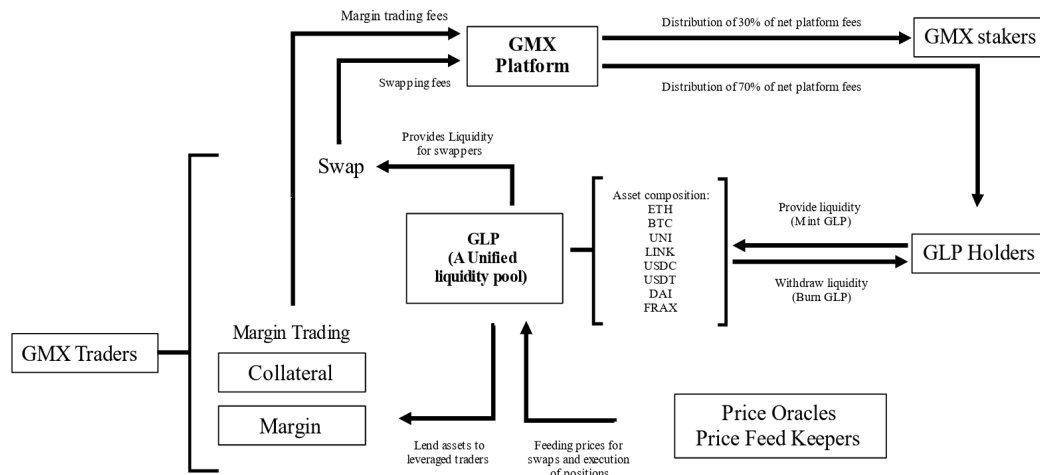 Margin trading fees
GMX
Platform
Distribution of 30% of net platform fees
GMX stakers
Swapping fees
Distribution of 70% of net platform fees
Provides Liquidity
for swappers
Swap
Asset composition:
ETH
BTC
UNI
LINK
USDC
USDT
DAI
FRAX
Provide liquidity
(Mint GLP)
GLP
(A Unified
liquidity pool)
GLP Holders
Withdraw liquidity
(Burn GLP)
Margin Trading
GMX Traders
Collateral
Margin
Price Oracles
Price Feed Keepers
Lend assets to
leveraged traders
Feeding prices for
swaps and execution
of positions